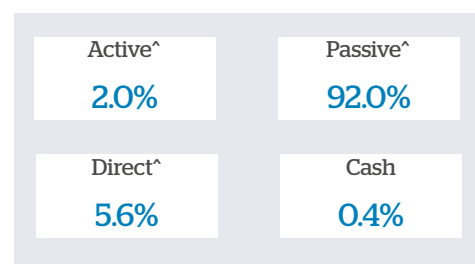 Active^
Passive^
2.0%
92.0%
Direct^
Cash
5.6%
0.4%